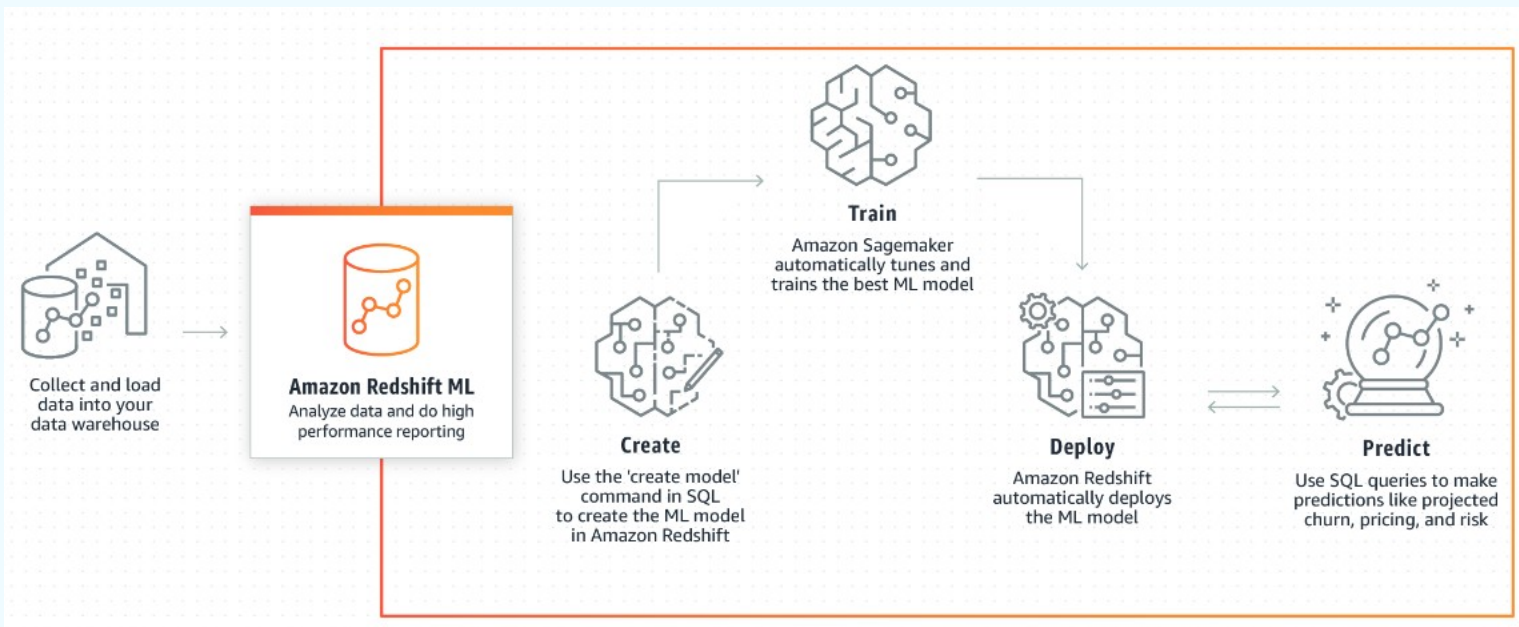 Collect and load
data into your
data warehouse
Amazon Redshift ML
Analyze data and do high
performance reporting
Create
Use the 'create model'
command in SQL
to create the ML model
in Amazon Redshift
Train
Amazon Sagemaker
automatically tunes and
trains the best ML model
Deploy
Amazon Redshift
automatically deploys
the ML model
Predict
Use SQL queries to make
predictions like projected
churn, pricing, and risk